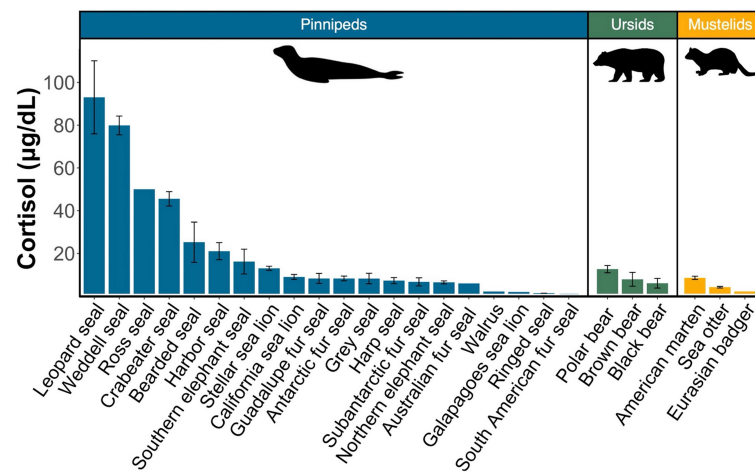 Pinnipeds
Ursids
Mustelids
Cortisol (µg/dL)
100
80
60
40
20
Leopard seal
Weddell seal
Ross seal
Crabeater seal
Bearded seal
Harbor seal
Southern elephant seal
Stellar sea lion
California sea lion
Guadalupe fur seal
Antarctic fur seal
Grey seal
Harp seal
Subantarctic fur seal
Northern elephant seal
Australian fur seal
Walrus
Galapagoes sea lion
Ringed seal
South American fur seal
Polar bear
Brown bear
Black bear
American marten
Sea otter
Eurasian badger